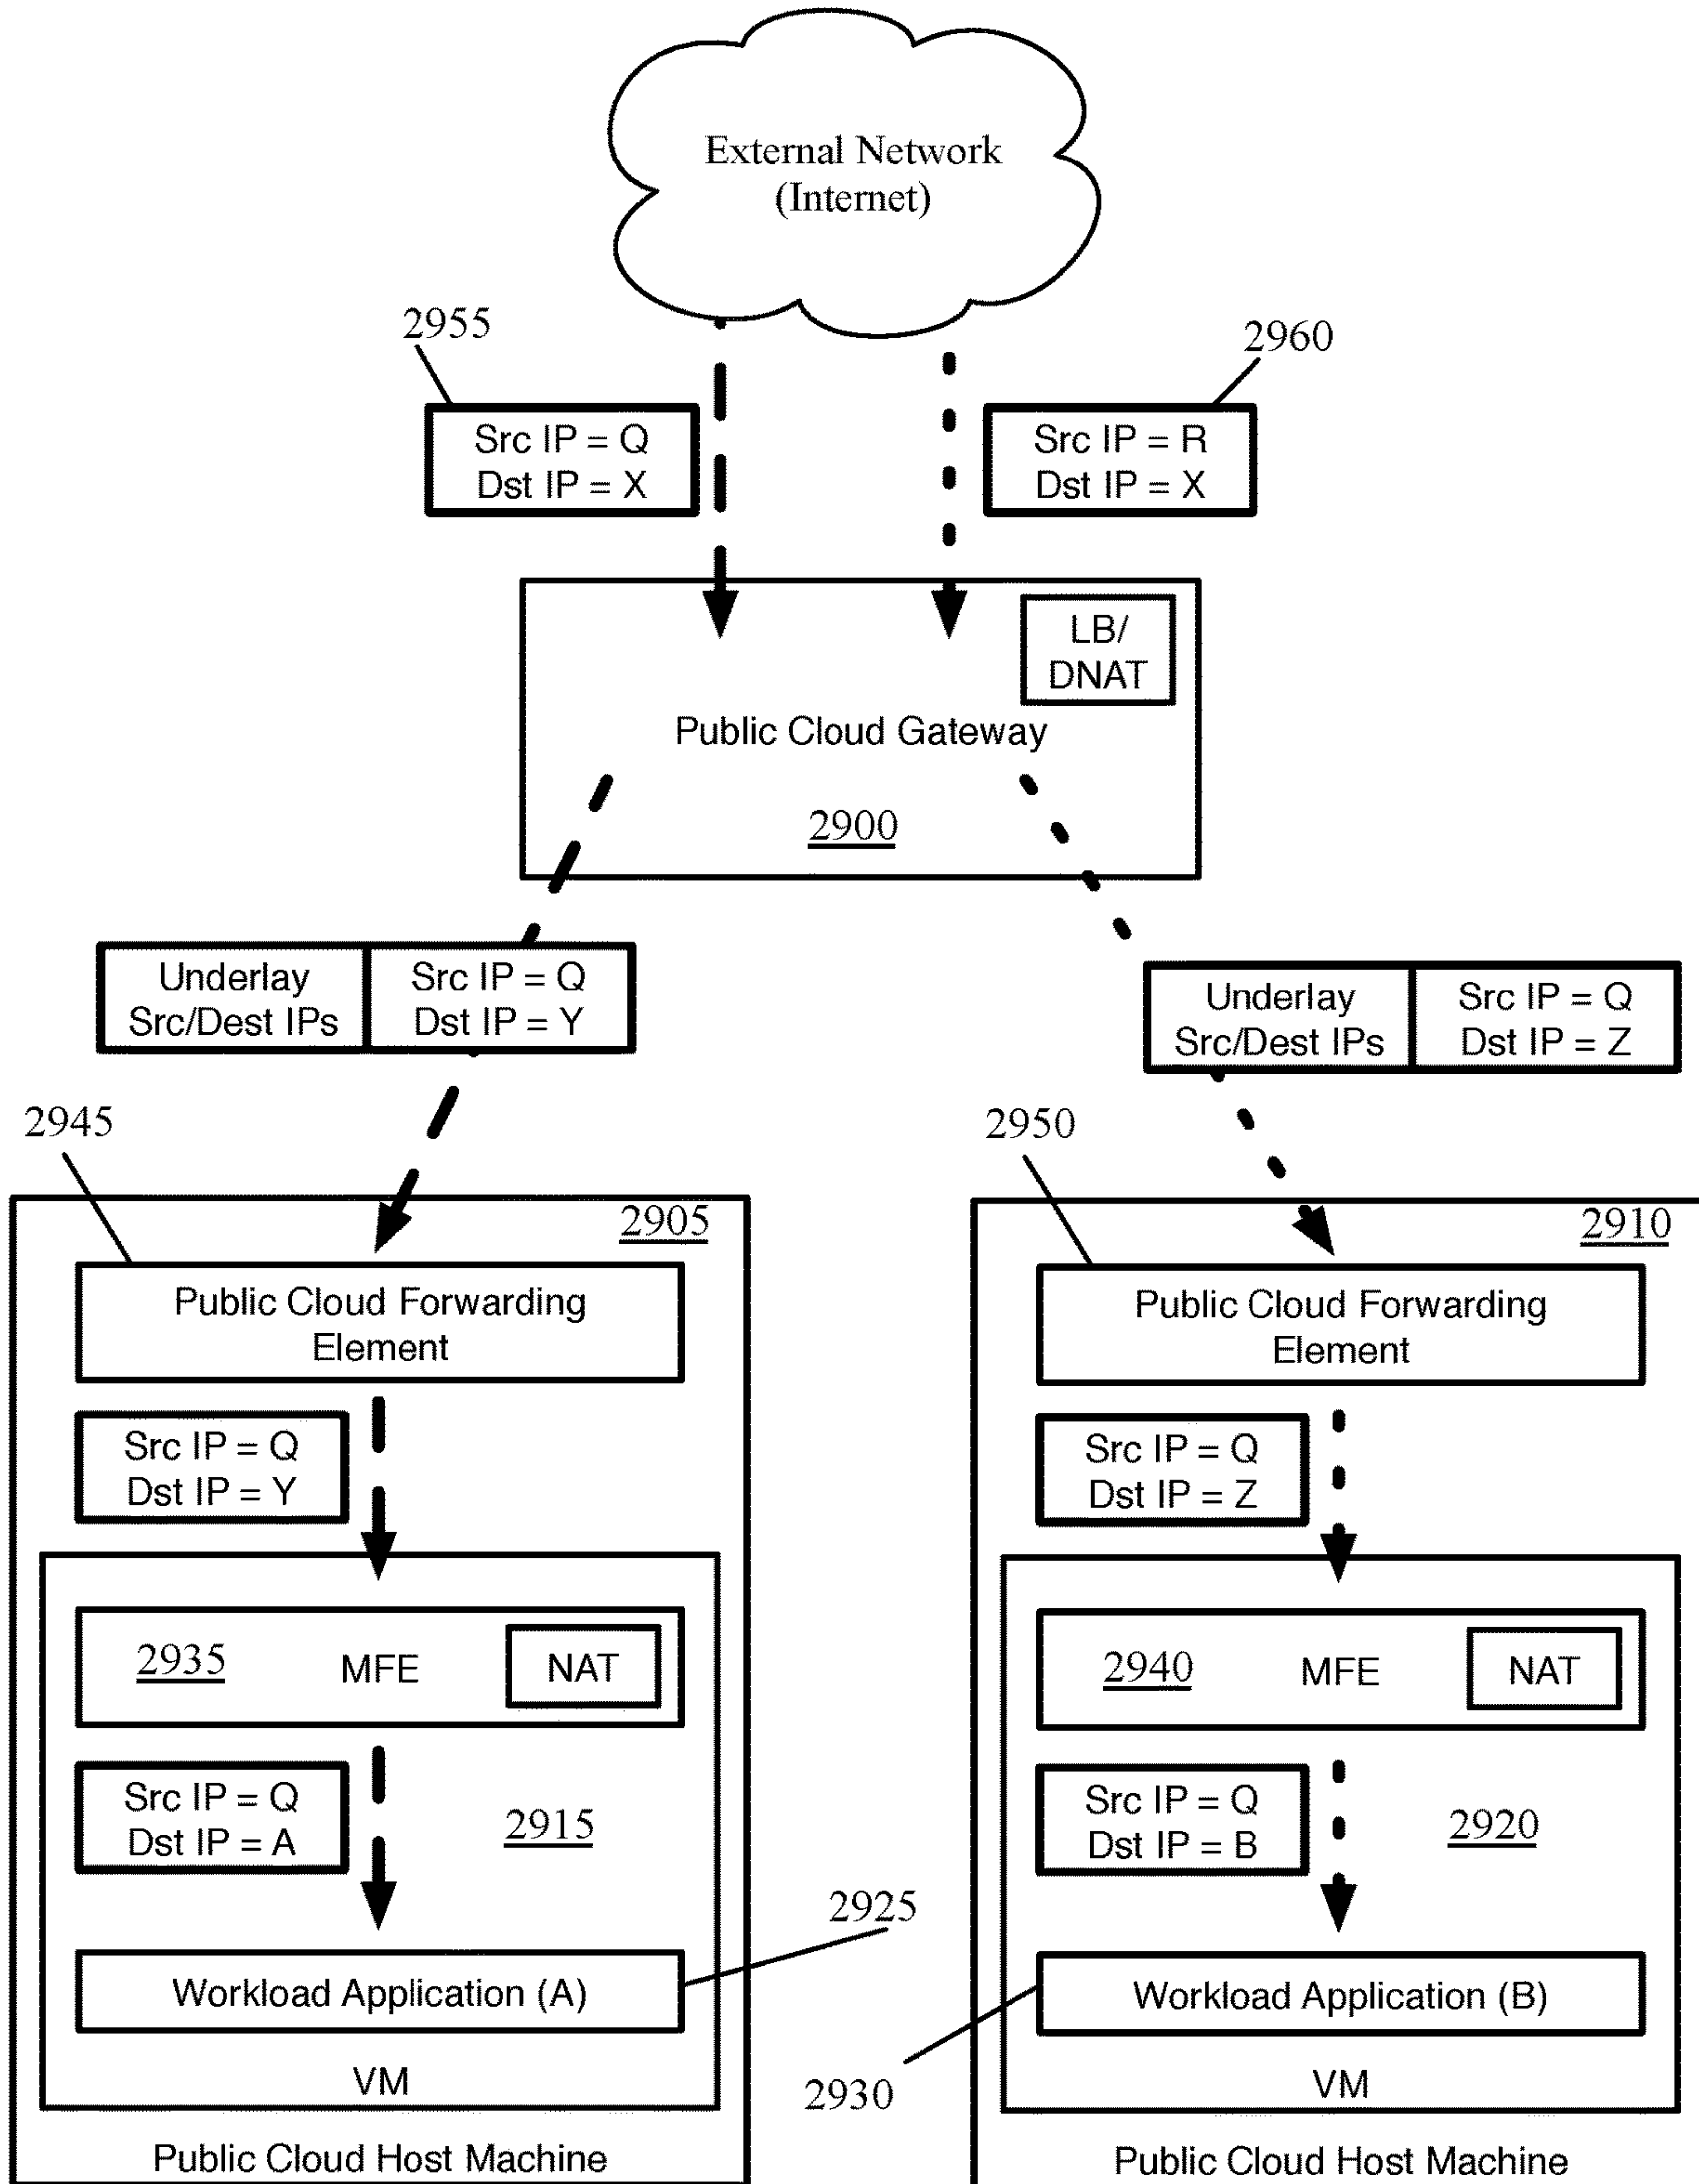 External Network
(Internet)
2955
2960
Src IP = Q
Dst IP = X
Src IP = R
Dst IP = X
LB/
DNAT
Public Cloud Gateway
2900
Underlay
Src/Dest IPs
Src IP = Q
Dst IP = Y
Underlay
Src/Dest IPs
Src IP = Q
Dst IP = Z
2945
2950
2905
2910
Public Cloud Forwarding
Element
Public Cloud Forwarding
Element
Src IP = Q
Dst IP = Y
Src IP = Q
Dst IP = Z
2935
MFE
NAT
2940
MFE
NAT
Src IP = Q
Dst IP = A
2915
Src IP = Q
Dst IP = B
2920
2925
Workload Application (A)
Workload Application (B)
2930
VM
VM
Public Cloud Host Machine
Public Cloud Host Machine